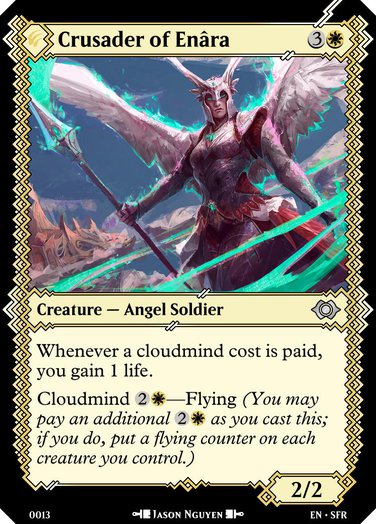 Crusader of Enâra 3
Creature — Angel Soldier
Whenever a cloudmind cost is paid,
you gain 1 life.
Cloudmind 2—Flying (You may
pay an additional 2 as you cast this;
if you do, put a flying counter on each
creature you control.)
2/2
0013 Jason Nguyen EN • SFR